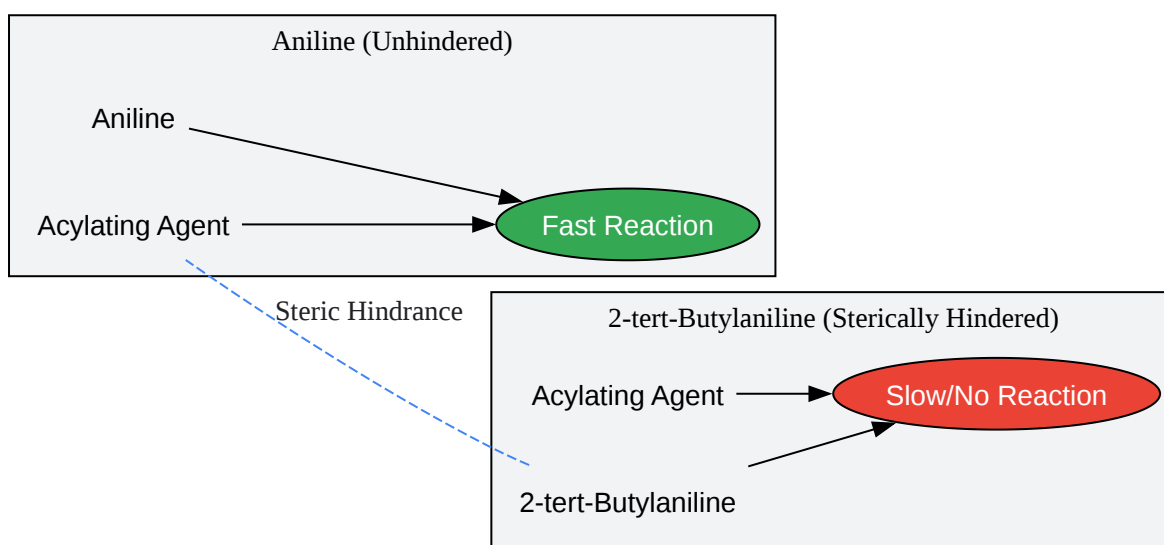 Aniline (Unhindered)
Aniline
Acylating Agent
Fast Reaction
Steric Hindrance
2-tert-Butylaniline (Sterically Hindered)
Acylating Agent
Slow/No Reaction
2-tert-Butylaniline